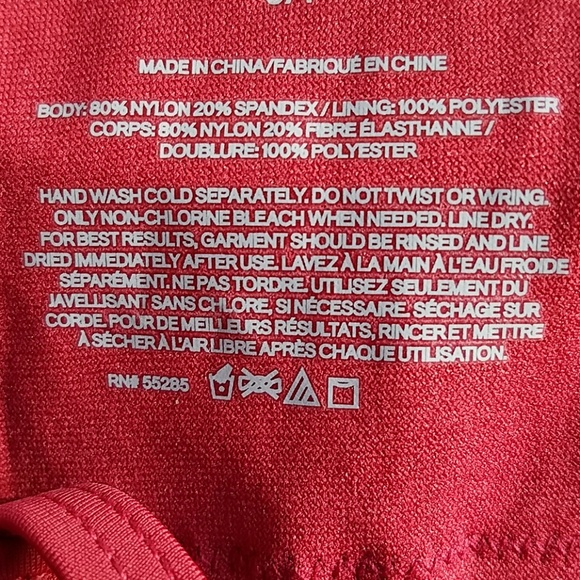 MADE IN CHINA/FABRIQUÉ EN CHINE
BODY: 80% NYLON 20% SPANDEX / LINING: 100% POLYESTER
CORPS: 80% NYLON 20% FIBRE ÉLASTHANNE /
DOUBLURE: 100% POLYESTER
HAND WASH COLD SEPARATELY. DO NOT TWIST OR WRING.
ONLY NON-CHLORINE BLEACH WHEN NEEDED. LINE DRY.
FOR BEST RESULTS, GARMENT SHOULD BE RINSED AND LINE
DRIED IMMEDIATELY AFTER USE. LAVEZ À LA MAIN À L'EAU FROIDE
SÉPARÉMENT. NE PAS TORDRE. UTILISEZ SEULEMENT DU
JAVELLISANT SANS CHLORE, SI NÉCESSAIRE. SÉCHAGE SUR
CORDE. POUR DE MEILLEURS RÉSULTATS, RINCER ET METTRE
À SÉCHER À L'AIR LIBRE APRÈS CHAQUE UTILISATION.
RN# 55285